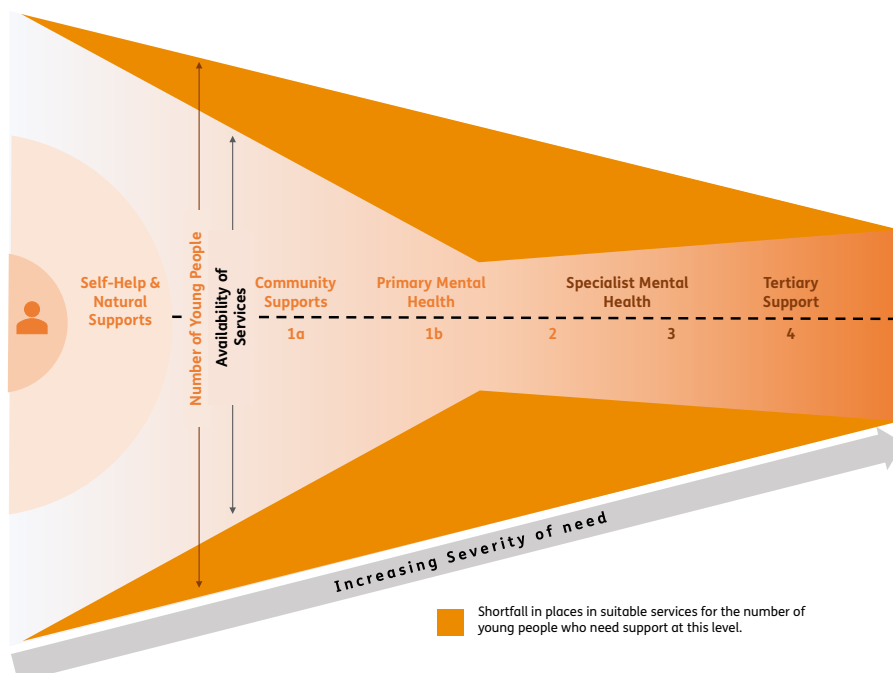 Self-Help &
Natural
Supports
Number of Young People
Availability of
Services
Community
Supports
1a
Primary Mental
Health
1b
2
Specialist Mental
Health
3
Tertiary
Support
4
Increasing Severity of need
Shortfall in places in suitable services for the number of
young people who need support at this level.